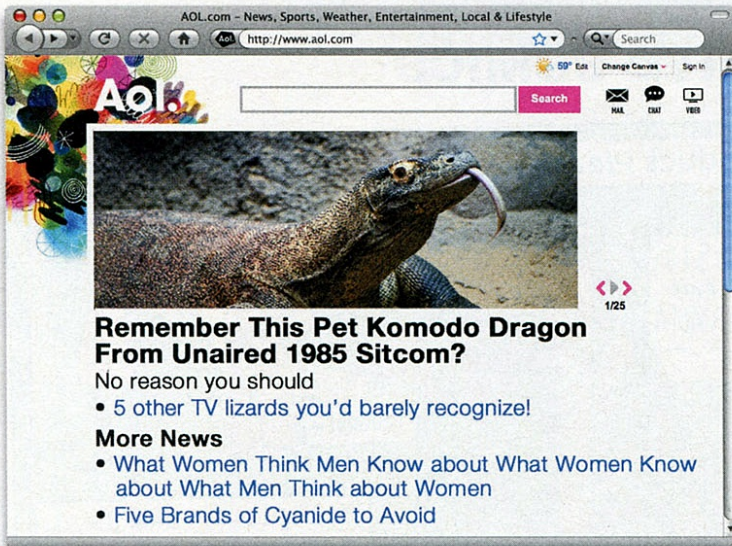 AOL.com – News, Sports, Weather, Entertainment, Local & Lifestyle
Aol. http://www.aol.com Search
59° Edit Change Canvas Sign In
Aol. Search
MAIL CHAT VIDEO
1/25
Remember This Pet Komodo Dragon
From Unaired 1985 Sitcom?
No reason you should
• 5 other TV lizards you'd barely recognize!
More News
• What Women Think Men Know about What Women Know
about What Men Think about Women
• Five Brands of Cyanide to Avoid